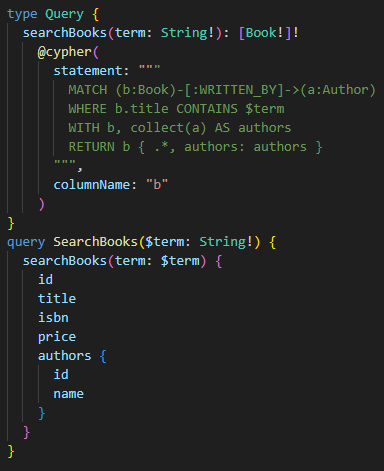 type Query {
  searchBooks(term: String!): [Book!]!
    @cypher(
      statement: """
        MATCH (b:Book)-[:WRITTEN_BY]->(a:Author)
        WHERE b.title CONTAINS $term
        WITH b, collect(a) AS authors
        RETURN b { .*, authors: authors }
      """,
      columnName: "b"
    )
}
query SearchBooks($term: String!) {
  searchBooks(term: $term) {
    id
    title
    isbn
    price
    authors {
      id
      name
    }
  }
}